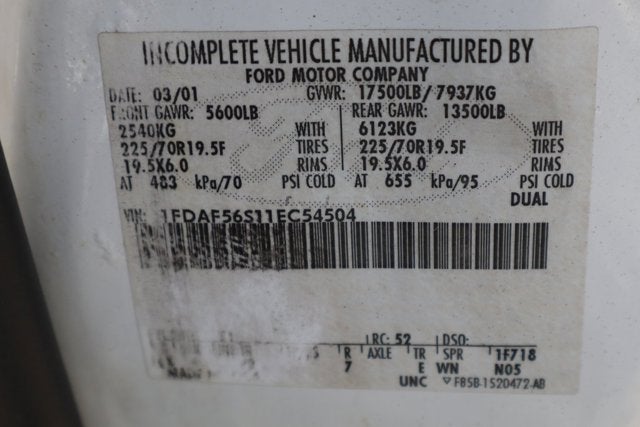 INCOMPLETE VEHICLE MANUFACTURED BY
FORD MOTOR COMPANY
DATE: 03/01 GVWR: 17500LB/ 7937KG
FRONT GAWR: 5600LB REAR GAWR: 13500LB
2540KG WITH 6123KG WITH
225/70R19.5F TIRES 225/70R19.5F TIRES
19.5X6.0 RIMS 19.5X6.0 RIMS
AT 483 kPa/70 PSI COLD AT 655 kPa/95 PSI COLD
DUAL
VIN: 1FDAF56S11EC54504
RC: 52 DSO:
R AXLE TR SPR 1F718
7 E WN N05
UNC F85B-1520472-AB